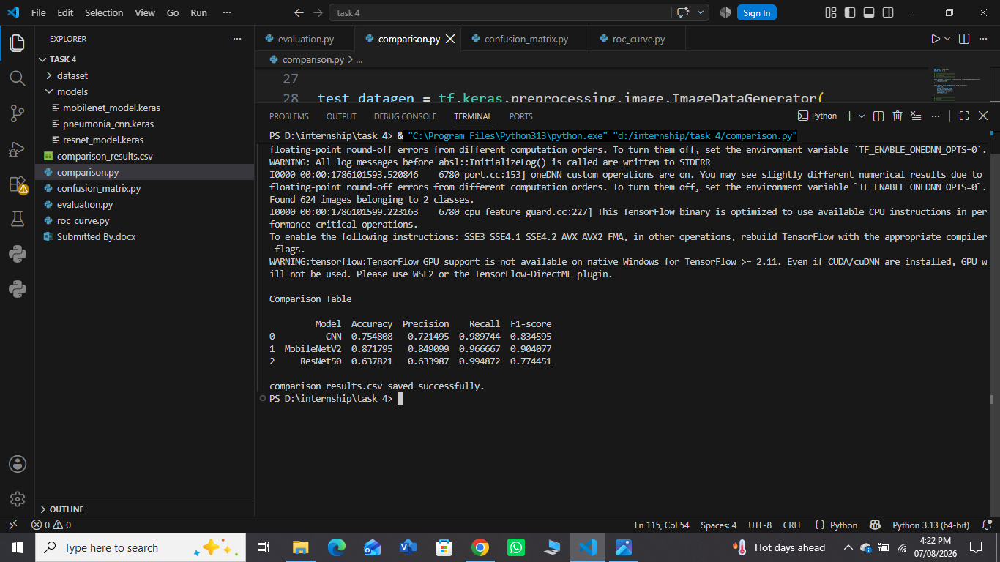 File Edit Selection View Go Run ···
task 4
Sign In
EXPLORER ···
TASK 4
dataset
models
mobilenet_model.keras
pneumonia_cnn.keras
resnet_model.keras
comparison_results.csv
comparison.py
confusion_matrix.py
evaluation.py
roc_curve.py
Submitted By.docx
OUTLINE
evaluation.py comparison.py confusion_matrix.py roc_curve.py
comparison.py > ...
27
28 test_datagen = tf.keras.preprocessing.image.ImageDataGenerator(
PROBLEMS OUTPUT DEBUG CONSOLE TERMINAL PORTS
Python
PS D:\internship\task 4> & "C:\Program Files\Python313\python.exe" "d:/internship/task 4/comparison.py"
floating-point round-off errors from different computation orders. To turn them off, set the environment variable `TF_ENABLE_ONEDNN_OPTS=0`.
WARNING: All log messages before absl::InitializeLog() is called are written to STDERR
I0000 00:00:1786101593.520846 6780 port.cc:153] oneDNN custom operations are on. You may see slightly different numerical results due to
floating-point round-off errors from different computation orders. To turn them off, set the environment variable `TF_ENABLE_ONEDNN_OPTS=0`.
Found 624 images belonging to 2 classes.
I0000 00:00:1786101599.223163 6780 cpu_feature_guard.cc:227] This TensorFlow binary is optimized to use available CPU instructions in per
formance-critical operations.
To enable the following instructions: SSE3 SSE4.1 SSE4.2 AVX AVX2 FMA, in other operations, rebuild TensorFlow with the appropriate compiler
flags.
WARNING:tensorflow:TensorFlow GPU support is not available on native Windows for TensorFlow >= 2.11. Even if CUDA/cuDNN are installed, GPU w
ill not be used. Please use WSL2 or the TensorFlow-DirectML plugin.
Comparison Table
Model Accuracy Precision Recall F1-score
0 CNN 0.754808 0.721495 0.989744 0.834595
1 MobileNetV2 0.871795 0.849099 0.966667 0.904077
2 ResNet50 0.637821 0.633987 0.994872 0.774451
comparison_results.csv saved successfully.
PS D:\internship\task 4>
0 0 Ln 115, Col 54 Spaces: 4 UTF-8 CRLF { } Python Python 3.13 (64-bit)
Type here to search
Hot days ahead
4:22 PM
07/08/2026